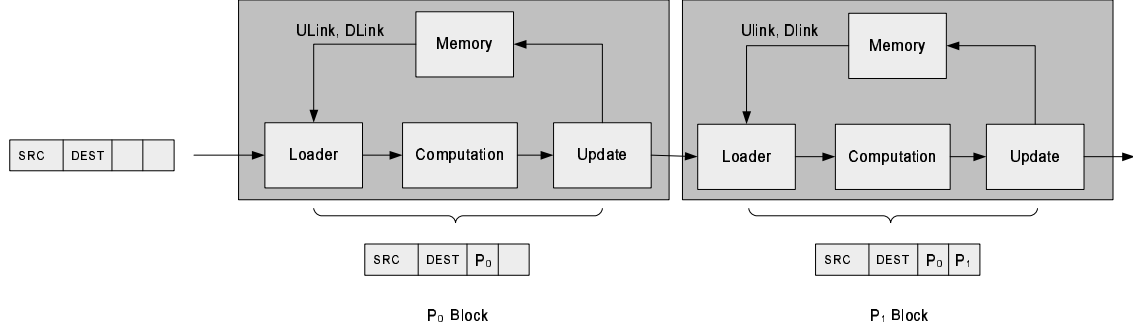 ULink, DLink
Memory
Ulink, Dlink
Memory
SRC DEST
Loader
Computation
Update
Loader
Computation
Update
SRC DEST P₀
SRC DEST P₀ P₁
P₀ Block
P₁ Block